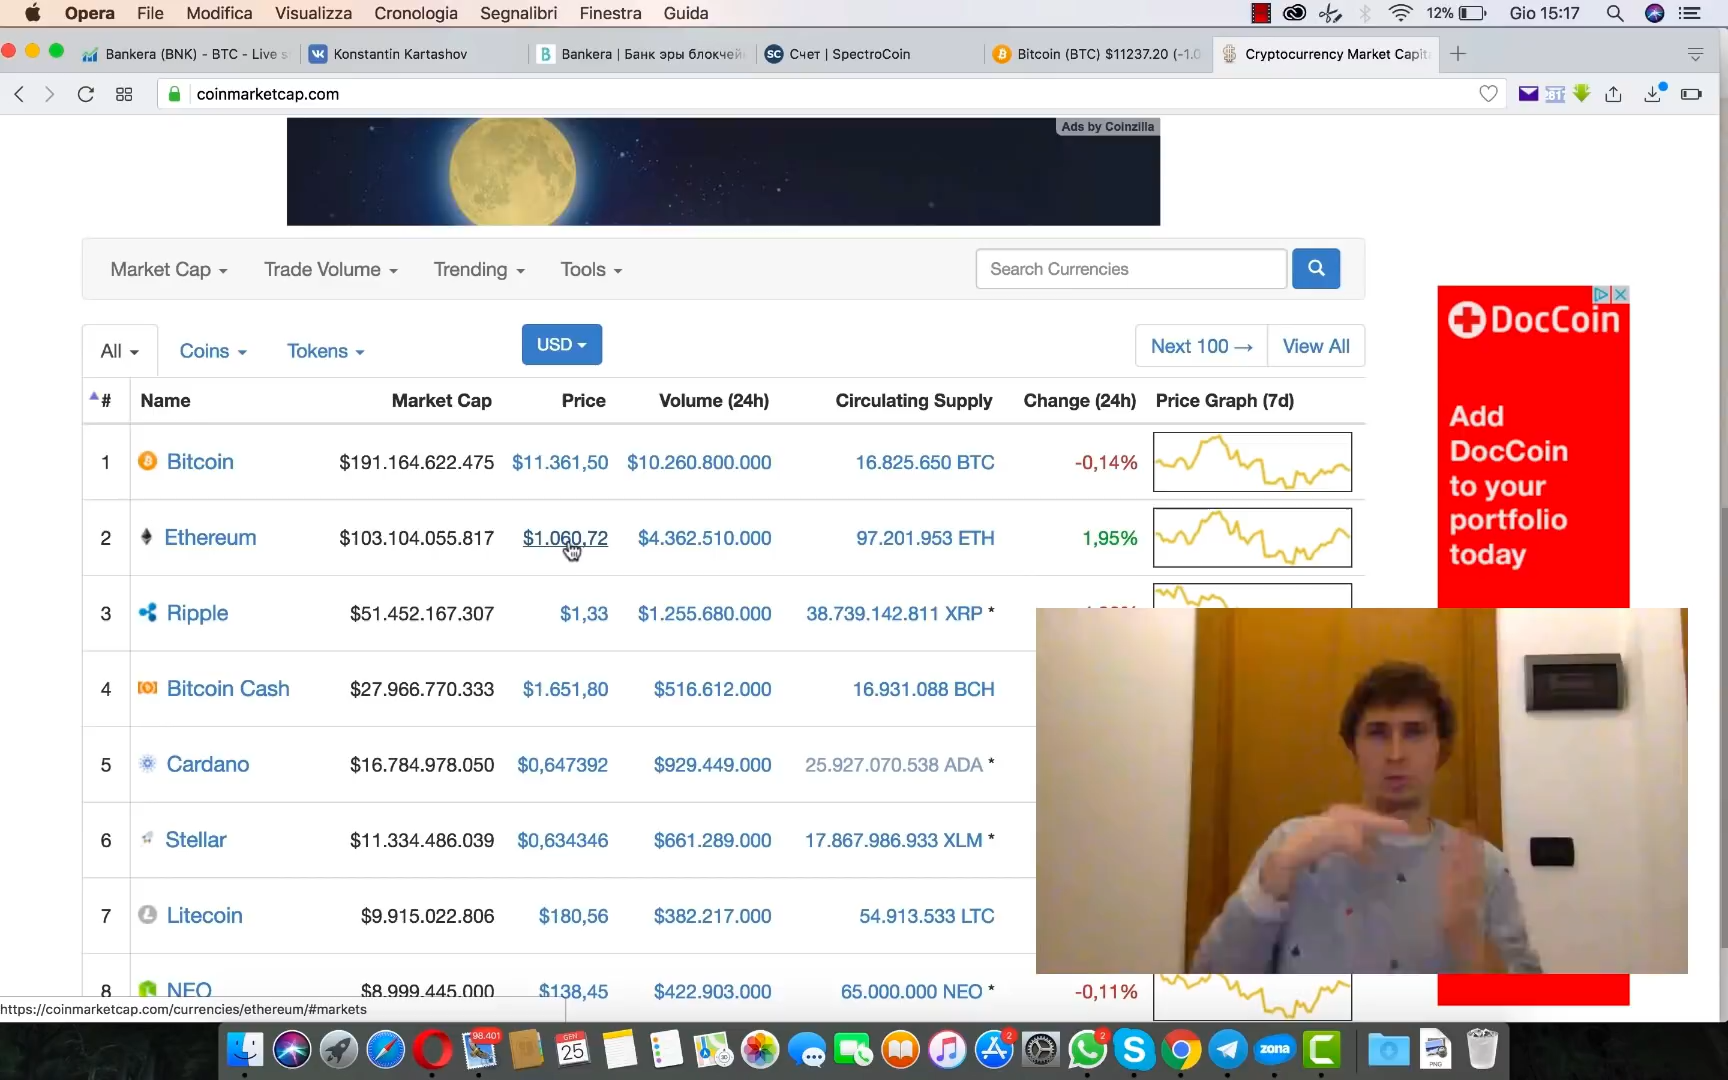 Opera File Modifica Visualizza Cronologia Segnalibri Finestra Guida 12% Gio 15:17
Bankera (BNK) - BTC - Live s Konstantin Kartashov Bankera | Банк эры блокчей Счет | SpectroCoin Bitcoin (BTC) $11237.20 (-1.0 Cryptocurrency Market Capit
coinmarketcap.com
Ads by Coinzilla
Market Cap Trade Volume Trending Tools Search Currencies
All Coins Tokens USD Next 100 → View All
# Name Market Cap Price Volume (24h) Circulating Supply Change (24h) Price Graph (7d)
1 Bitcoin $191.164.622.475 $11.361,50 $10.260.800.000 16.825.650 BTC -0,14%
2 Ethereum $103.104.055.817 $1.060,72 $4.362.510.000 97.201.953 ETH 1,95%
3 Ripple $51.452.167.307 $1,33 $1.255.680.000 38.739.142.811 XRP *
4 Bitcoin Cash $27.966.770.333 $1.651,80 $516.612.000 16.931.088 BCH
5 Cardano $16.784.978.050 $0,647392 $929.449.000 25.927.070.538 ADA *
6 Stellar $11.334.486.039 $0,634346 $661.289.000 17.867.986.933 XLM *
7 Litecoin $9.915.022.806 $180,56 $382.217.000 54.913.533 LTC
8 NEO $8.999.445.000 $138,45 $422.903.000 65.000.000 NEO * -0,11%
DocCoin
Add
DocCoin
to your
portfolio
today
https://coinmarketcap.com/currencies/ethereum/#markets
98.401
GEN
25
2
2
zona
PNG